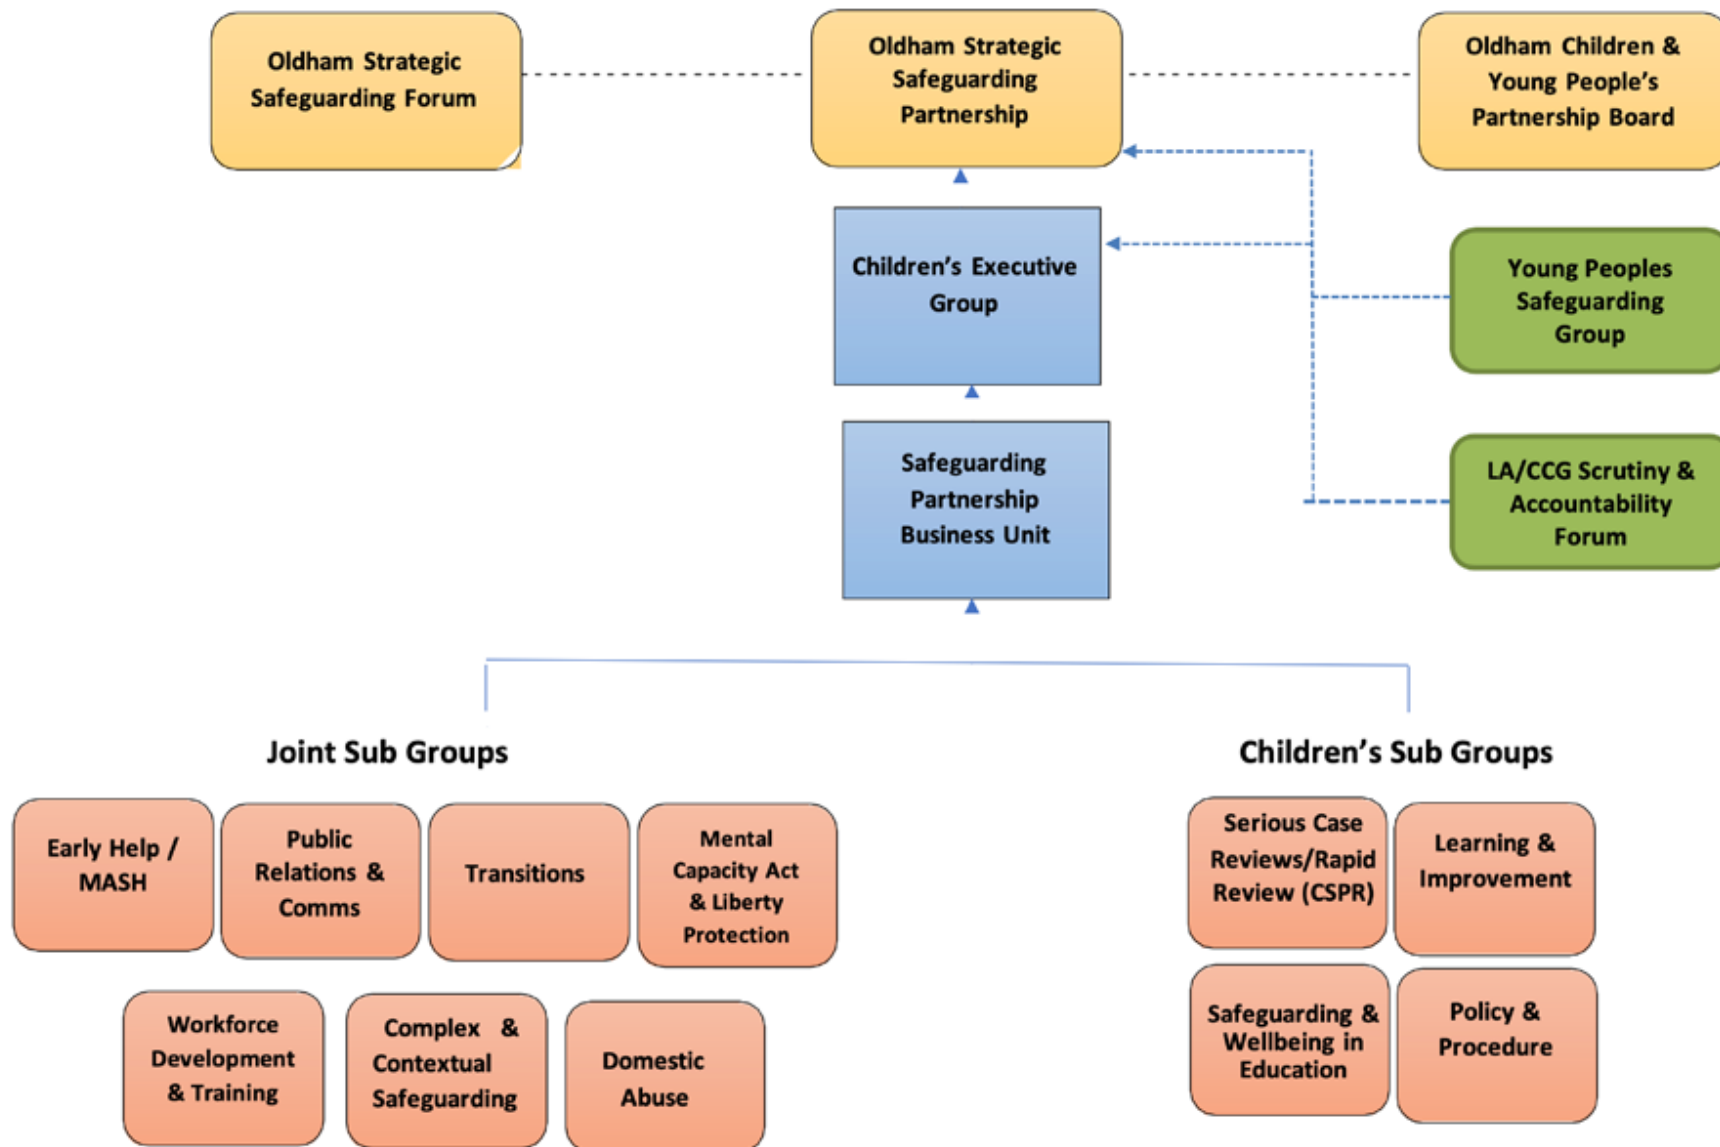 Oldham Strategic
Safeguarding Forum
Oldham Strategic
Safeguarding
Partnership
Oldham Children &
Young People's
Partnership Board
Children's Executive
Group
Young Peoples
Safeguarding
Group
Safeguarding
Partnership
Business Unit
LA/CCG Scrutiny &
Accountability
Forum
Joint Sub Groups
Early Help /
MASH
Public
Relations &
Comms
Transitions
Mental
Capacity Act
& Liberty
Protection
Workforce
Development
& Training
Complex & 
Contextual
Safeguarding
Domestic
Abuse
Children's Sub Groups
Serious Case
Reviews/Rapid
Review (CSPR)
Learning &
Improvement
Safeguarding &
Wellbeing in
Education
Policy &
Procedure